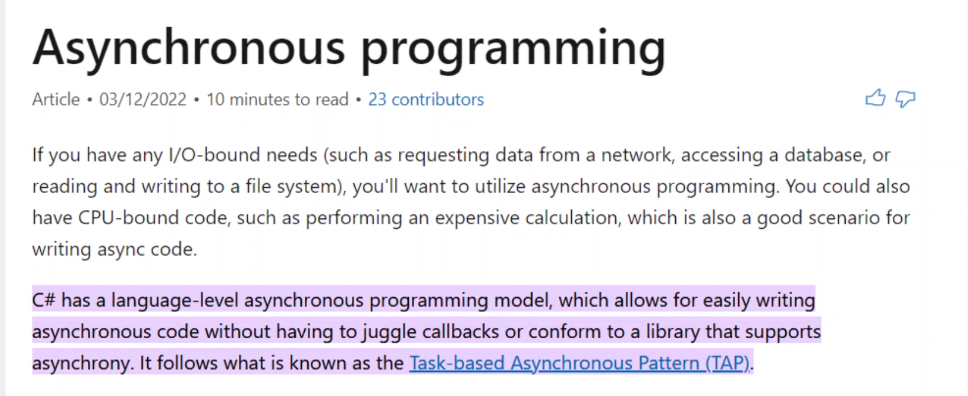 Asynchronous programming
Article • 03/12/2022 • 10 minutes to read • 23 contributors
If you have any I/O-bound needs (such as requesting data from a network, accessing a database, or
reading and writing to a file system), you'll want to utilize asynchronous programming. You could also
have CPU-bound code, such as performing an expensive calculation, which is also a good scenario for
writing async code.
C# has a language-level asynchronous programming model, which allows for easily writing
asynchronous code without having to juggle callbacks or conform to a library that supports
asynchrony. It follows what is known as the Task-based Asynchronous Pattern (TAP).